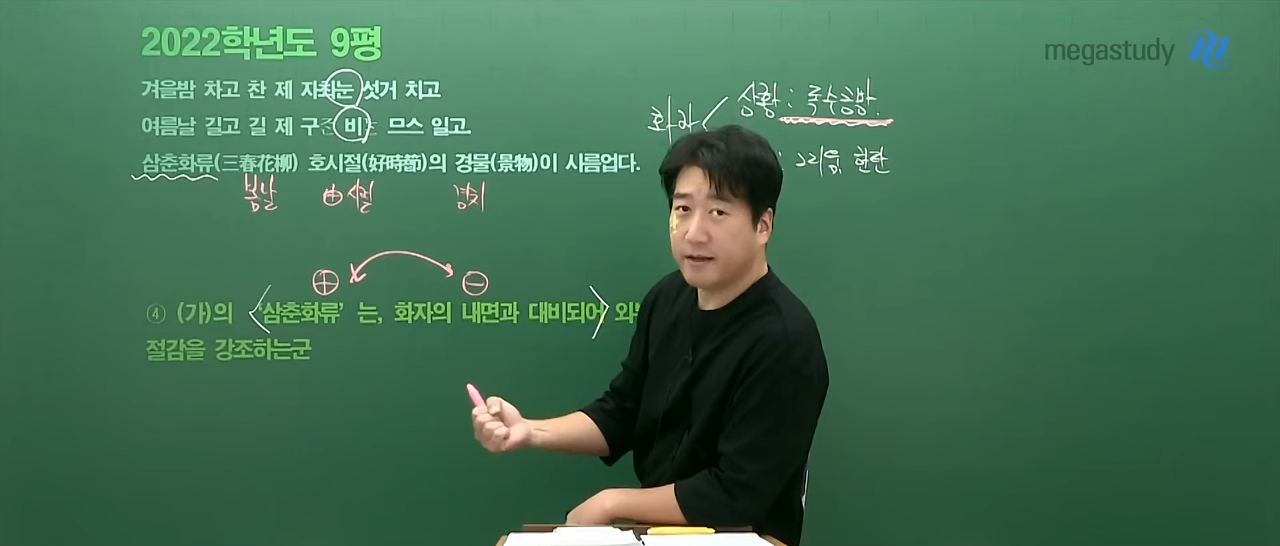 2022학년도 9평
megastudy
겨울밤 차고 찬 제 자최눈 섯거 치고
여름날 길고 길 제 구즌 비는 므스 일고
삼춘화류(三春花柳) 호시절(好時節)의 경물(景物)이 시름업다.
화자
상황 : 독수공방.
: 그리움, 한탄
봄날 시절 경치
+ -
④ (가)의 '삼춘화류' 는, 화자의 내면과 대비되어
절감을 강조하는군